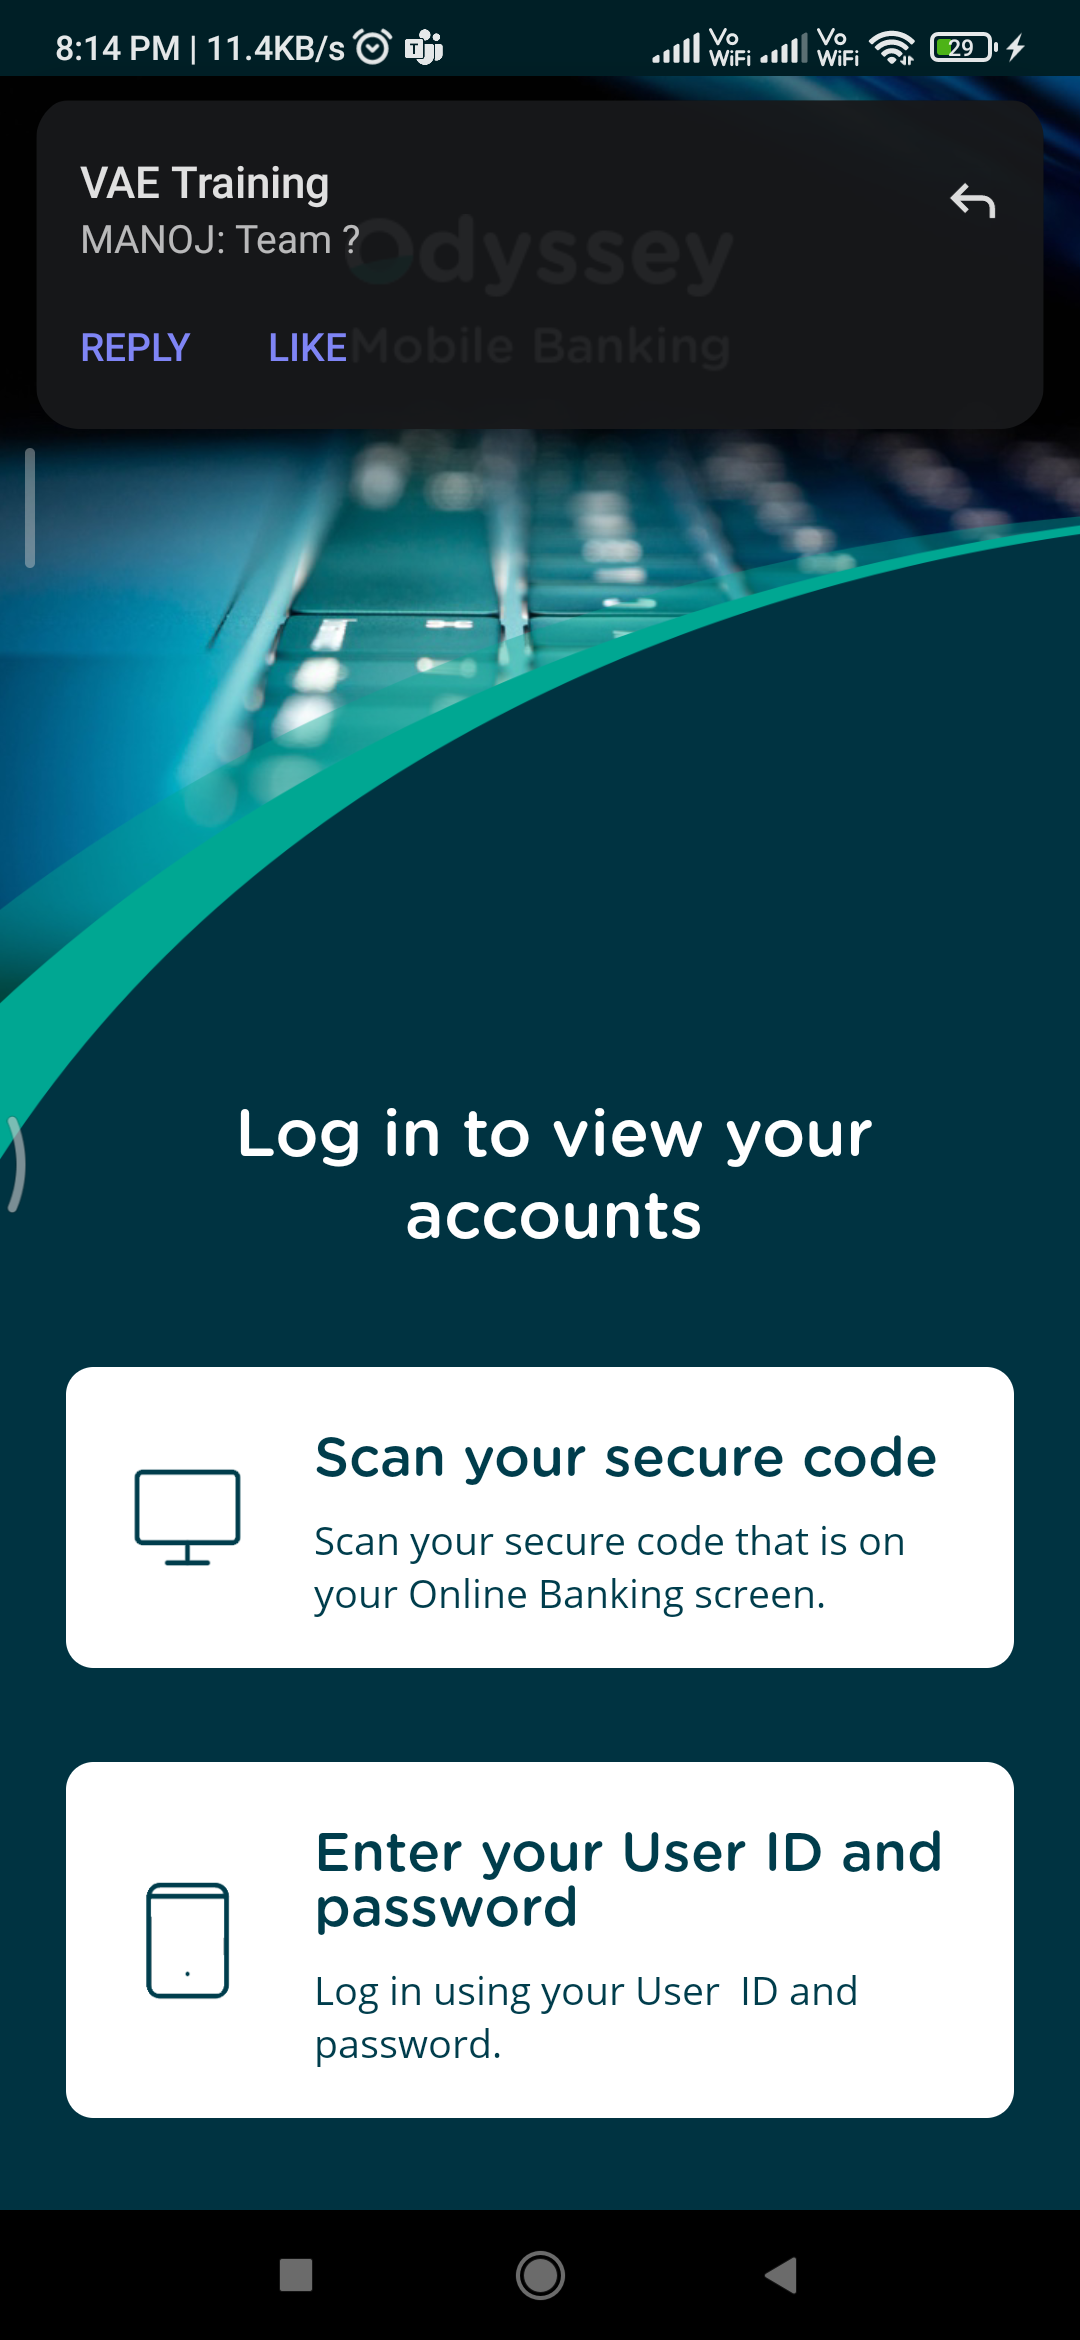 8:14 PM | 11.4KB/s
Vo WiFi Vo WiFi 29
VAE Training
MANOJ: Team ?
Odyssey
REPLY LIKE
Mobile Banking
Log in to view your
accounts
Scan your secure code
Scan your secure code that is on
your Online Banking screen.
Enter your User ID and
password
Log in using your User ID and
password.